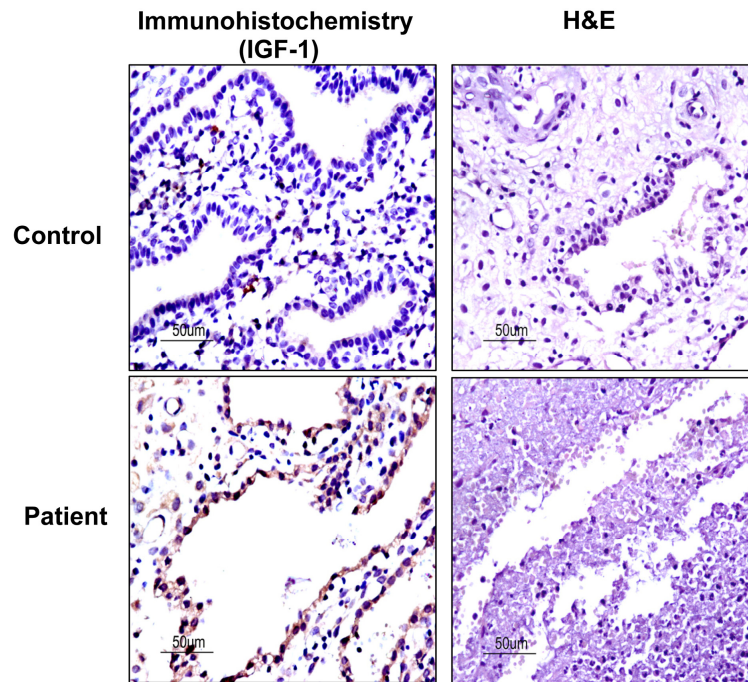 Immunohistochemistry
(IGF-1)
H&E
Control
50um
50um
Patient
50um
50um